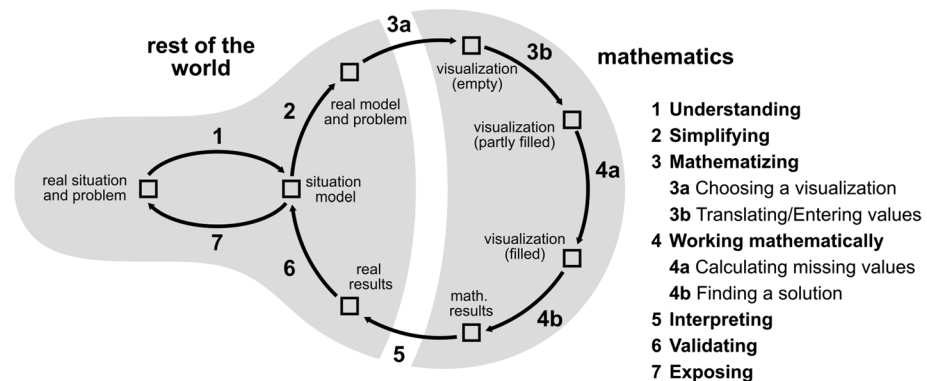 rest of the
world
mathematics
3a
3b
visualization
(empty)
2
real model
and problem
visualization
(partly filled)
1
4a
real situation
and problem
situation
model
7
visualization
(filled)
6
real
results
math.
results
4b
5
1 Understanding
2 Simplifying
3 Mathematizing
3a Choosing a visualization
3b Translating/Entering values
4 Working mathematically
4a Calculating missing values
4b Finding a solution
5 Interpreting
6 Validating
7 Exposing